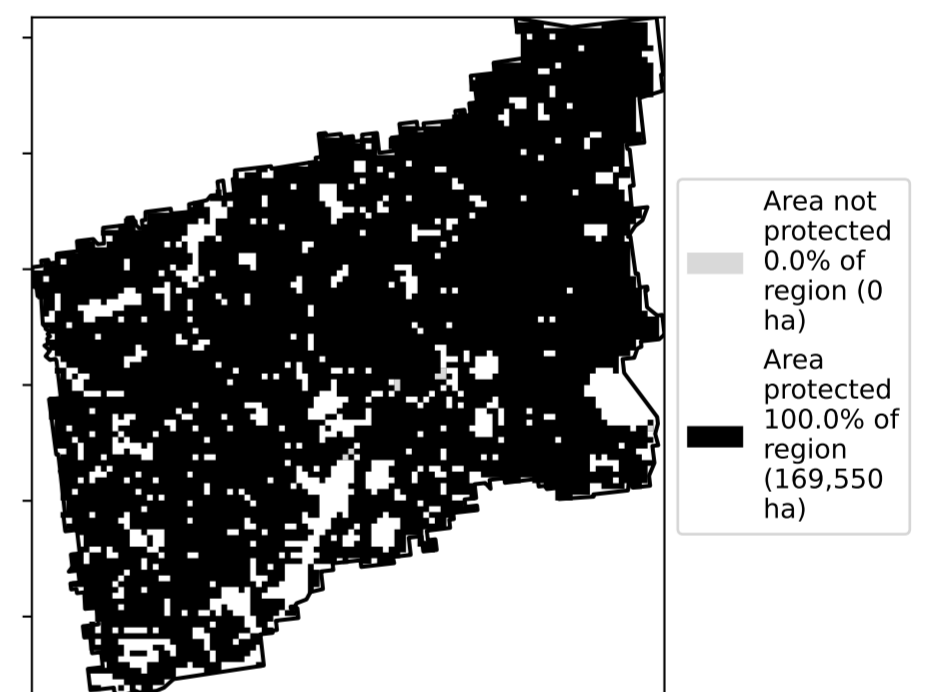 Area not
protected
0.0% of
region (0
ha)
Area
protected
100.0% of
region
(169,550
ha)